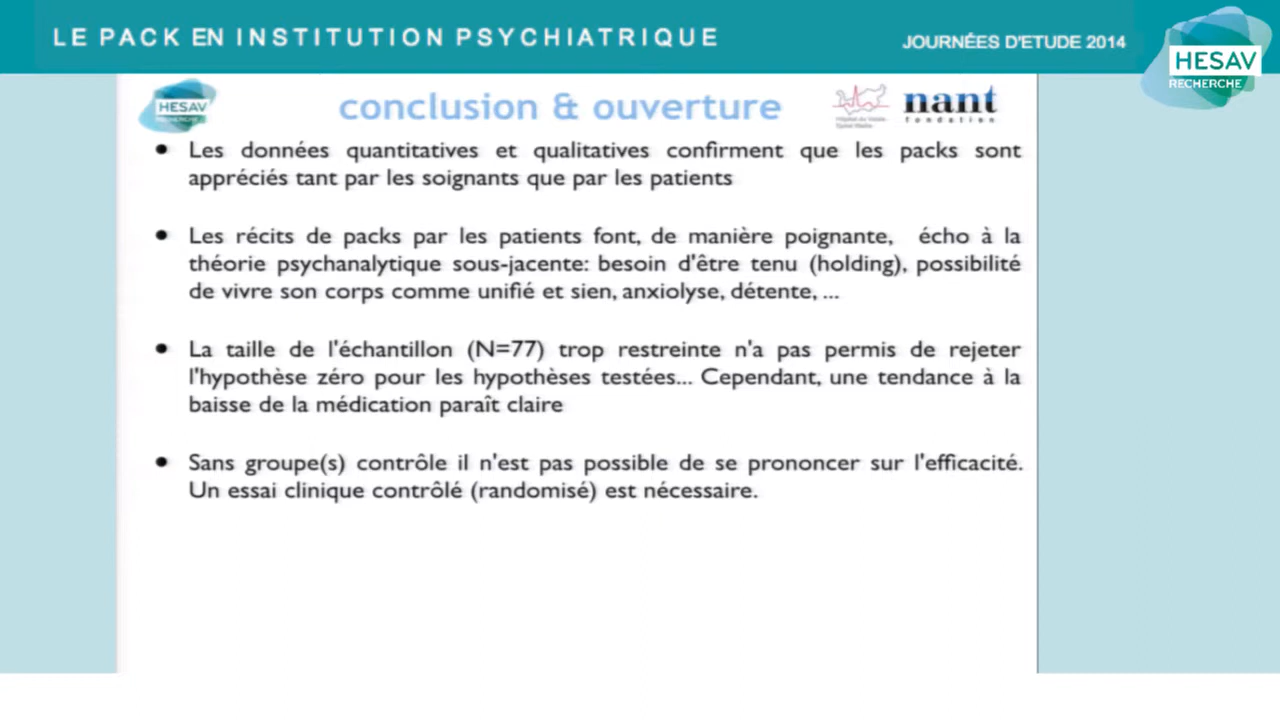 LE PACK EN INSTITUTION PSYCHIATRIQUE
JOURNÉES D'ETUDE 2014
HESAV
RECHERCHE
HESAV
RECHERCHE
conclusion & ouverture
nant
fondation
• Les données quantitatives et qualitatives confirment que les packs sont
appréciés tant par les soignants que par les patients
• Les récits de packs par les patients font, de manière poignante, écho à la
théorie psychanalytique sous-jacente: besoin d'être tenu (holding), possibilité
de vivre son corps comme unifié et sien, anxiolyse, détente, ...
• La taille de l'échantillon (N=77) trop restreinte n'a pas permis de rejeter
l'hypothèse zéro pour les hypothèses testées... Cependant, une tendance à la
baisse de la médication paraît claire
• Sans groupe(s) contrôle il n'est pas possible de se prononcer sur l'efficacité.
Un essai clinique contrôlé (randomisé) est nécessaire.